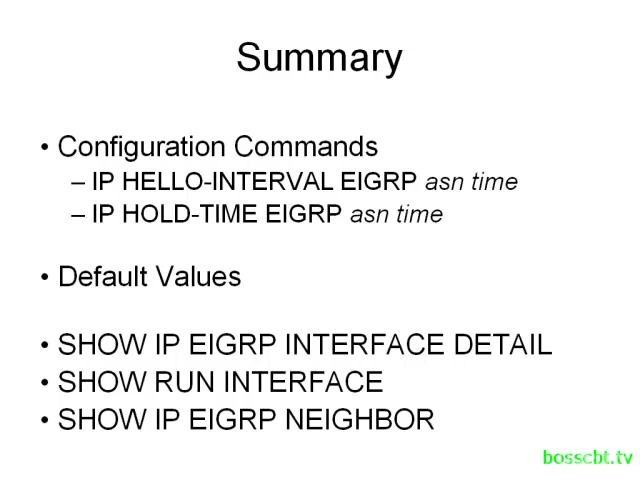 Summary
• Configuration Commands
– IP HELLO-INTERVAL EIGRP asn time
– IP HOLD-TIME EIGRP asn time
• Default Values
• SHOW IP EIGRP INTERFACE DETAIL
• SHOW RUN INTERFACE
• SHOW IP EIGRP NEIGHBOR
bosscbt.tv